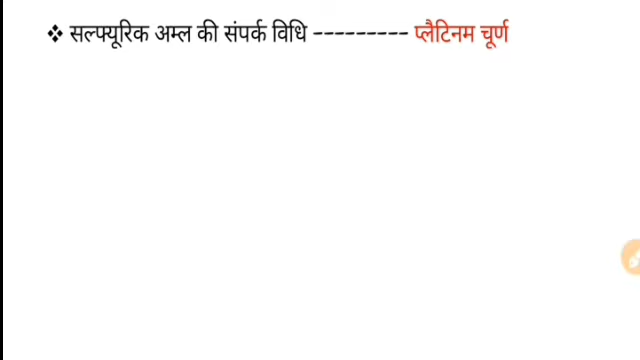 ❖ सल्फ्यूरिक अम्ल की संपर्क विधि --------- प्लैटिनम चूर्ण